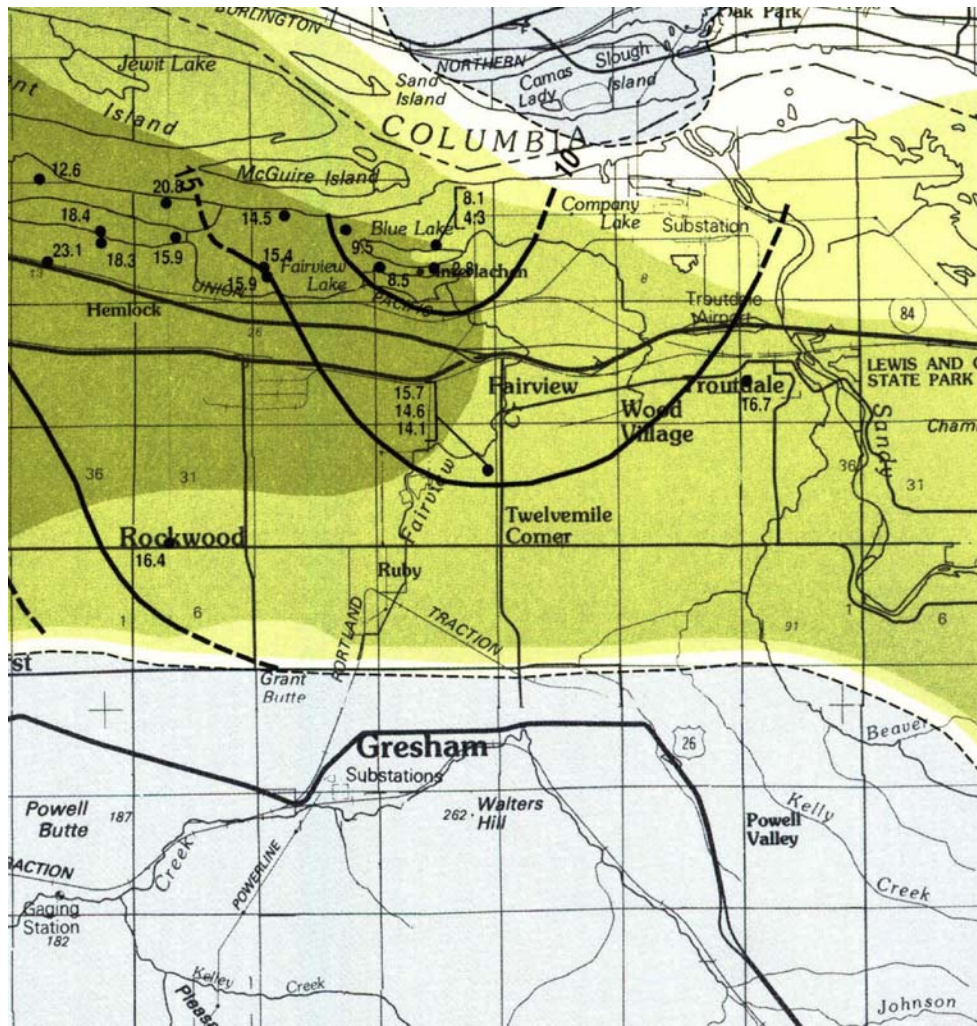 BURLINGTON
Oak Park
Jewit Lake
NORTHERN
Slough
Sand
Island
Camas
Lady
Island
Island
COLUMBIA
10
12.6
15
McGuire Island
20.8
8.1
4.3
18.4
14.5
Blue Lake
Company
Lake
Substation
23.1
18.3
15.9
15.4
9.5
13
15.9
Fairview
Lake
8.5
UNION
PACIFIC
8
Hemlock
26
Troutdale
Airport
84
LEWIS AND
STATE PARK
15.7
14.6
14.1
Fairview
Troutdale
16.7
Wood
Village
Sandy
Fairview
36
31
36
31
Rockwood
16.4
Twelvemile
Corner
Ruby
1
6
PORTLAND
TRACTION
91
1
6
Grant
Butte
Gresham
Substations
26
Beaver
Powell
Butte
187
262
Walters
Hill
Kelly
Powell
Valley
Creek
POWERLINE
Creek
Gaging
Station
182
Kelley
Creek
1
Johnson